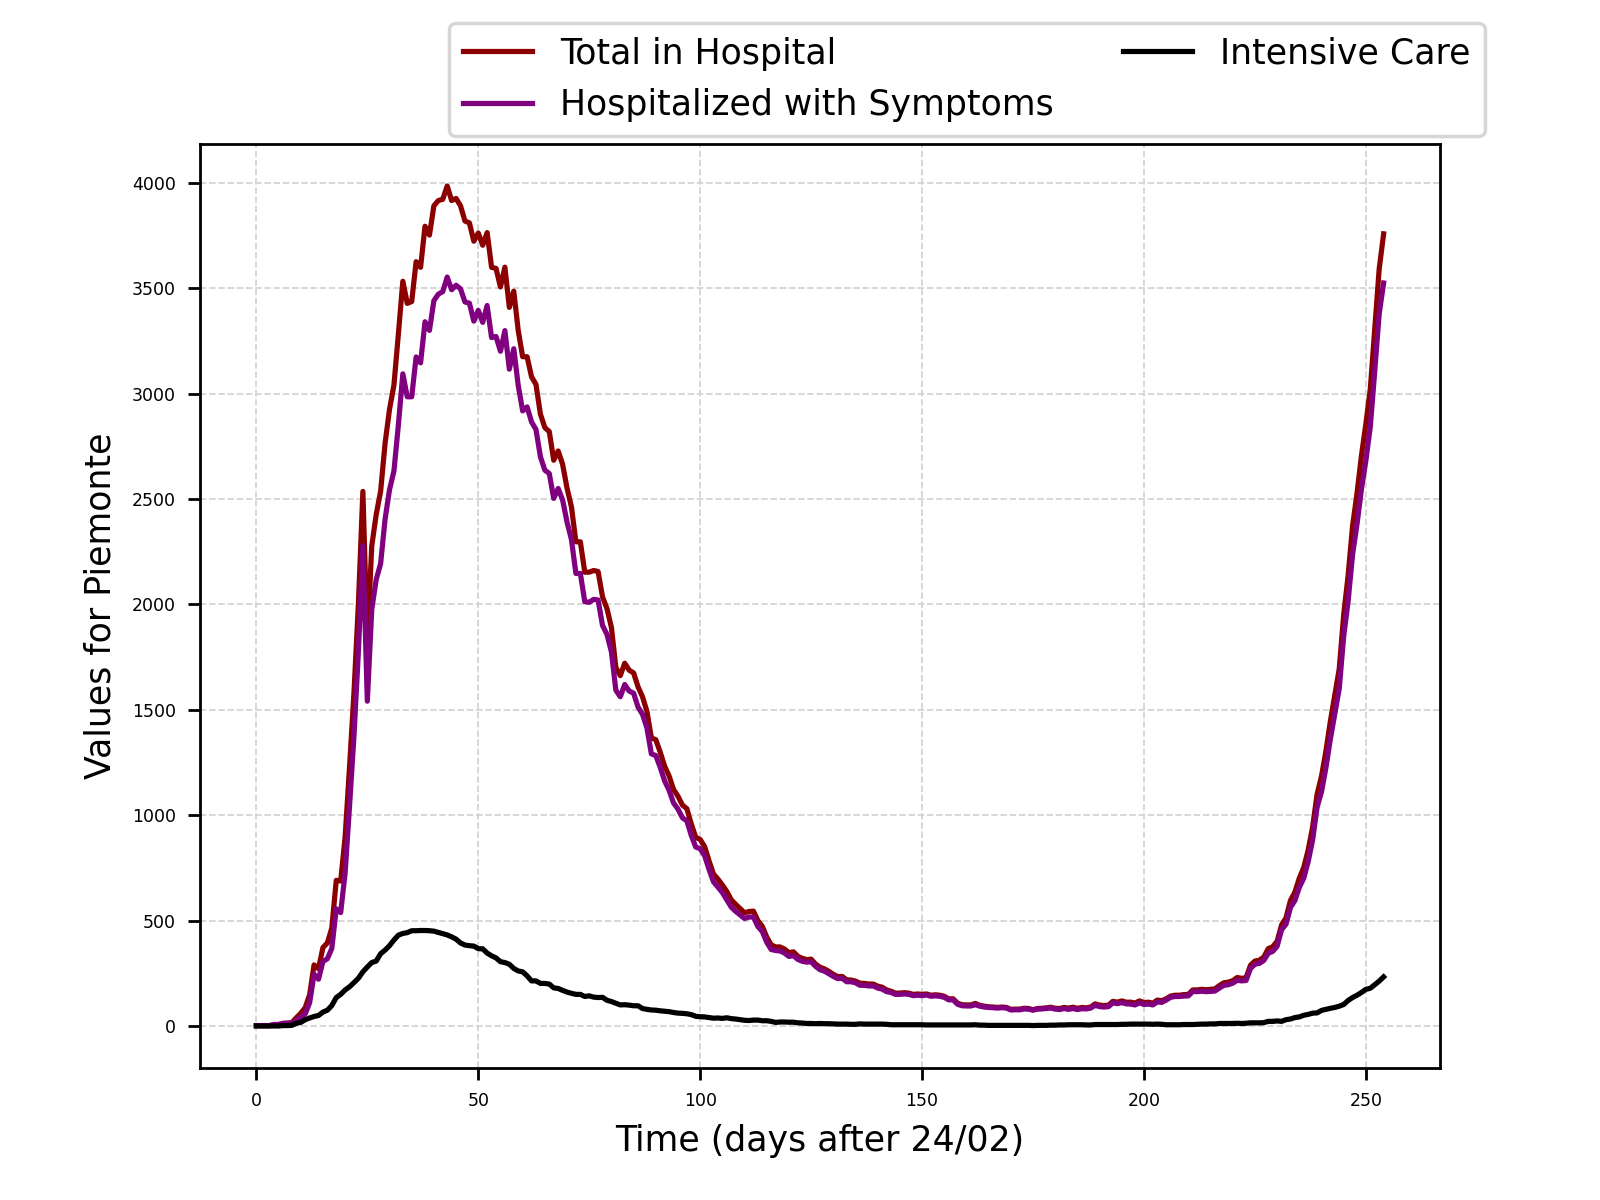 Total in Hospital
Hospitalized with Symptoms
Intensive Care
Values for Piemonte
4000
3500
3000
2500
2000
1500
1000
500
0
0 50 100 150 200 250
Time (days after 24/02)